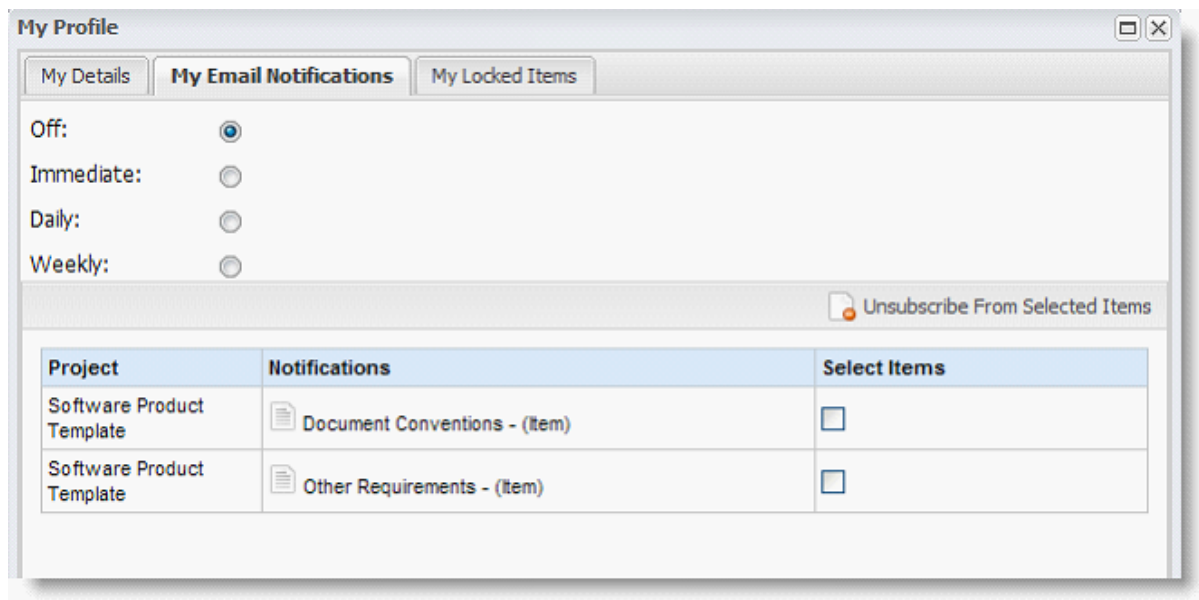 My Profile
My Details My Email Notifications My Locked Items
Off:
Immediate:
Daily:
Weekly:
Unsubscribe From Selected Items
Project Notifications Select Items
Software Product
Template
Document Conventions - (Item)
Software Product
Template
Other Requirements - (Item)